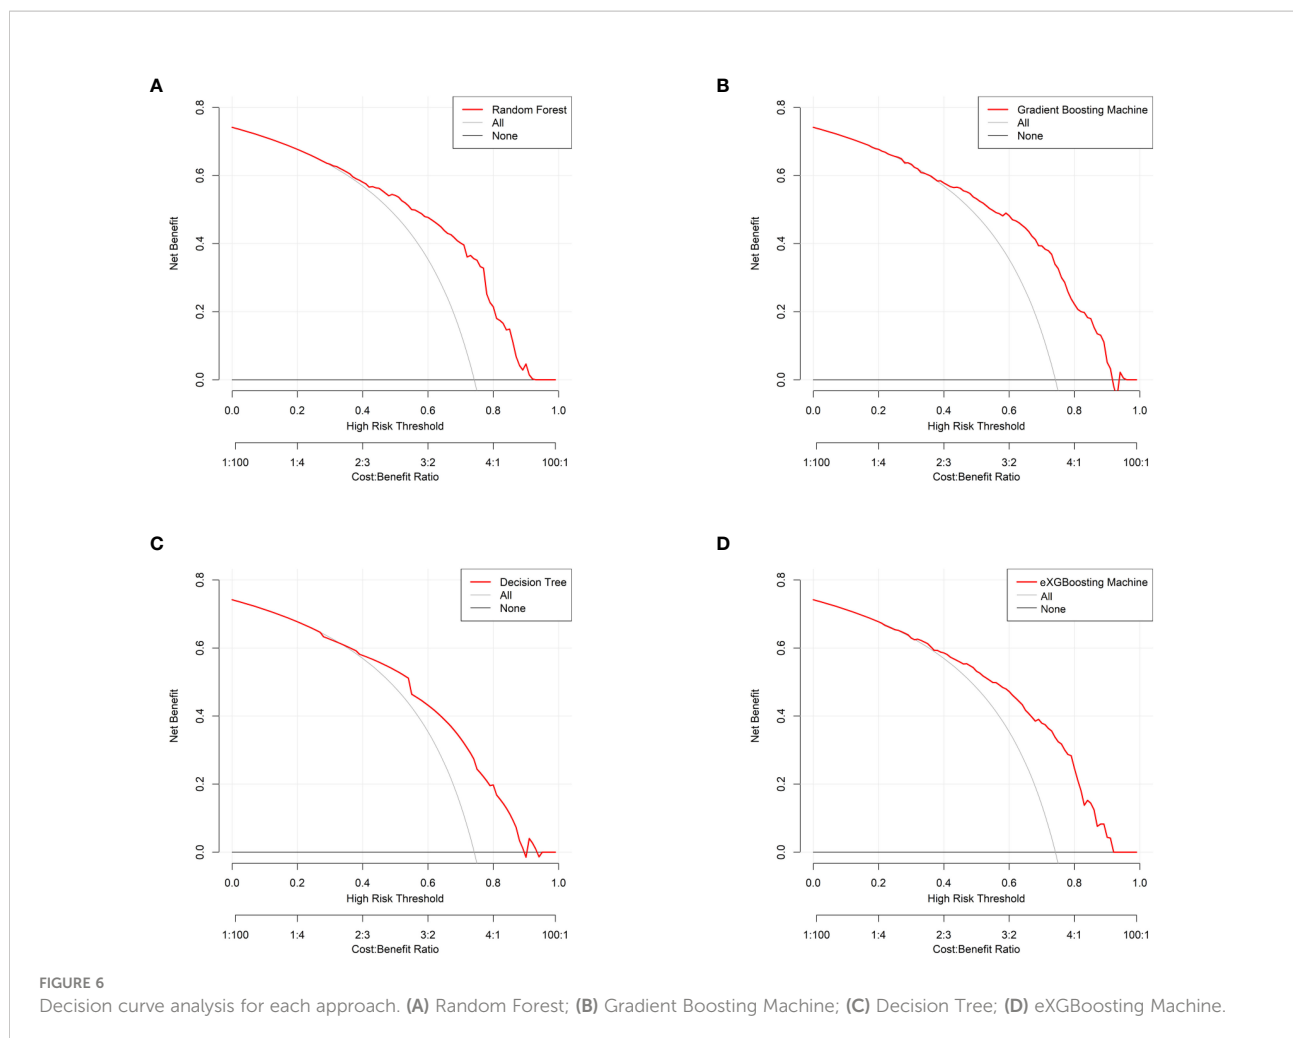 A
Random Forest
All
None
Net Benefit
0.8
0.6
0.4
0.2
0.0
0.0 0.2 0.4 0.6 0.8 1.0
High Risk Threshold
1:100 1:4 2:3 3:2 4:1 100:1
Cost:Benefit Ratio
B
Gradient Boosting Machine
All
None
Net Benefit
0.8
0.6
0.4
0.2
0.0
0.0 0.2 0.4 0.6 0.8 1.0
High Risk Threshold
1:100 1:4 2:3 3:2 4:1 100:1
Cost:Benefit Ratio
C
Decision Tree
All
None
Net Benefit
0.8
0.6
0.4
0.2
0.0
0.0 0.2 0.4 0.6 0.8 1.0
High Risk Threshold
1:100 1:4 2:3 3:2 4:1 100:1
Cost:Benefit Ratio
D
eXGBoosting Machine
All
None
Net Benefit
0.8
0.6
0.4
0.2
0.0
0.0 0.2 0.4 0.6 0.8 1.0
High Risk Threshold
1:100 1:4 2:3 3:2 4:1 100:1
Cost:Benefit Ratio
FIGURE 6
Decision curve analysis for each approach. (A) Random Forest; (B) Gradient Boosting Machine; (C) Decision Tree; (D) eXGBoosting Machine.